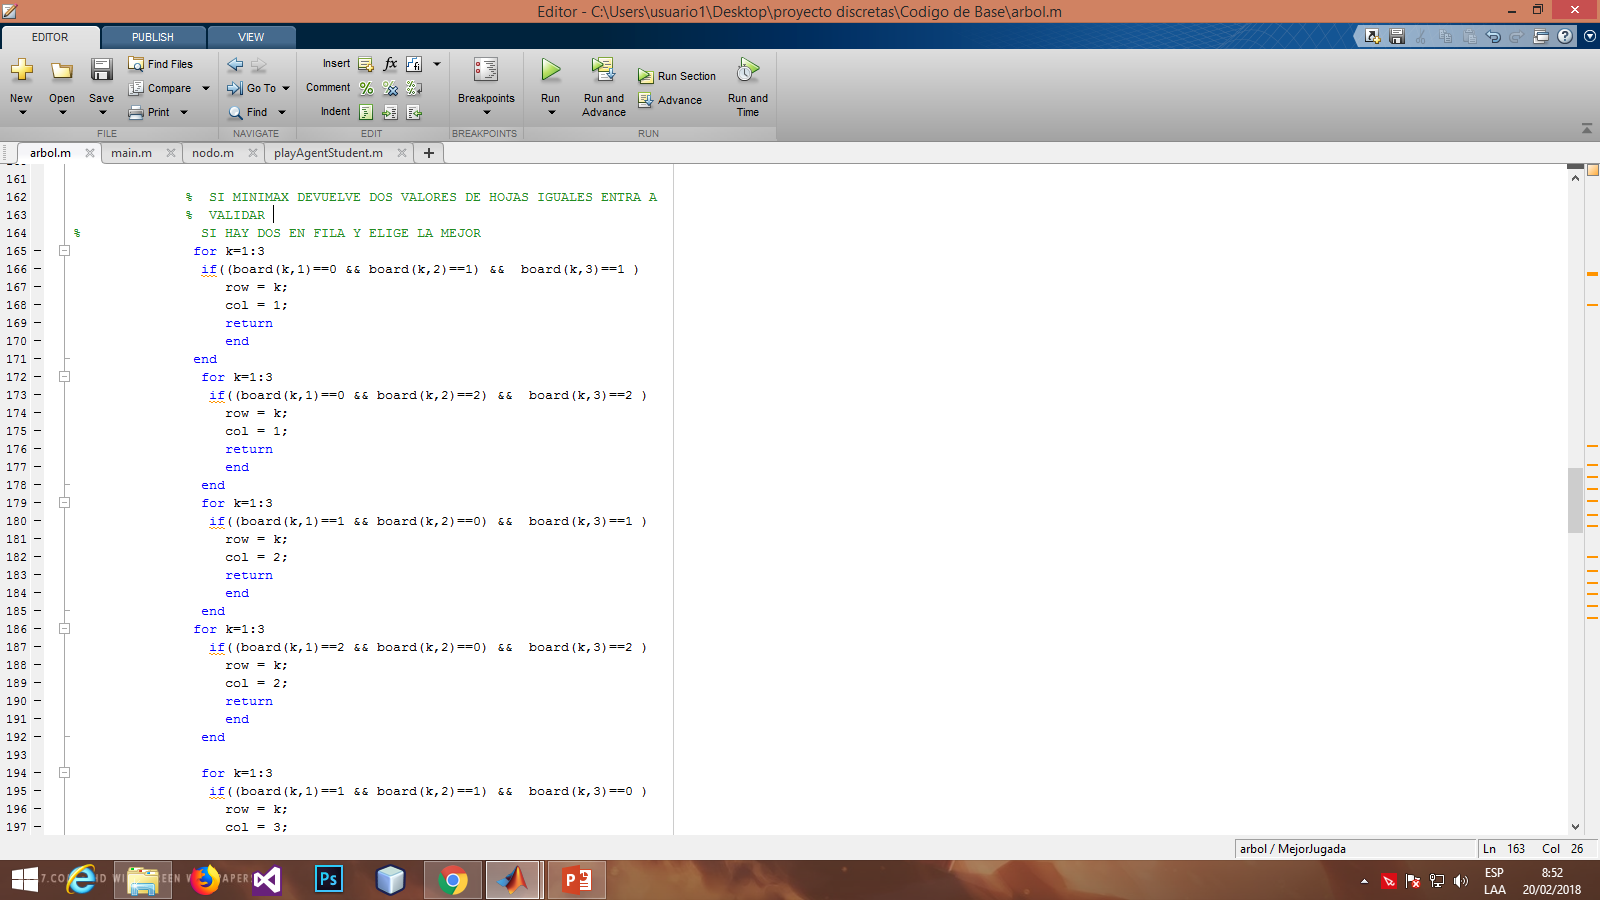 Editor - C:\Users\usuario1\Desktop\proyecto discretas\Codigo de Base\arbol.m
EDITOR PUBLISH VIEW
New Open Save Find Files Compare Print
Go To Find
Insert fx Comment Indent
Breakpoints
Run Run and Advance Run Section Advance Run and Time
FILE NAVIGATE EDIT BREAKPOINTS RUN
arbol.m main.m nodo.m playAgentStudent.m
161
162 % SI MINIMAX DEVUELVE DOS VALORES DE HOJAS IGUALES ENTRA A
163 % VALIDAR
164 % SI HAY DOS EN FILA Y ELIGE LA MEJOR
165 for k=1:3
166 if((board(k,1)==0 && board(k,2)==1) && board(k,3)==1 )
167 row = k;
168 col = 1;
169 return
170 end
171 end
172 for k=1:3
173 if((board(k,1)==0 && board(k,2)==2) && board(k,3)==2 )
174 row = k;
175 col = 1;
176 return
177 end
178 end
179 for k=1:3
180 if((board(k,1)==1 && board(k,2)==0) && board(k,3)==1 )
181 row = k;
182 col = 2;
183 return
184 end
185 end
186 for k=1:3
187 if((board(k,1)==2 && board(k,2)==0) && board(k,3)==2 )
188 row = k;
189 col = 2;
190 return
191 end
192 end
193
194 for k=1:3
195 if((board(k,1)==1 && board(k,2)==1) && board(k,3)==0 )
196 row = k;
197 col = 3;
arbol / MejorJugada Ln 163 Col 26
Ps
ESP 8:52
LAA 20/02/2018